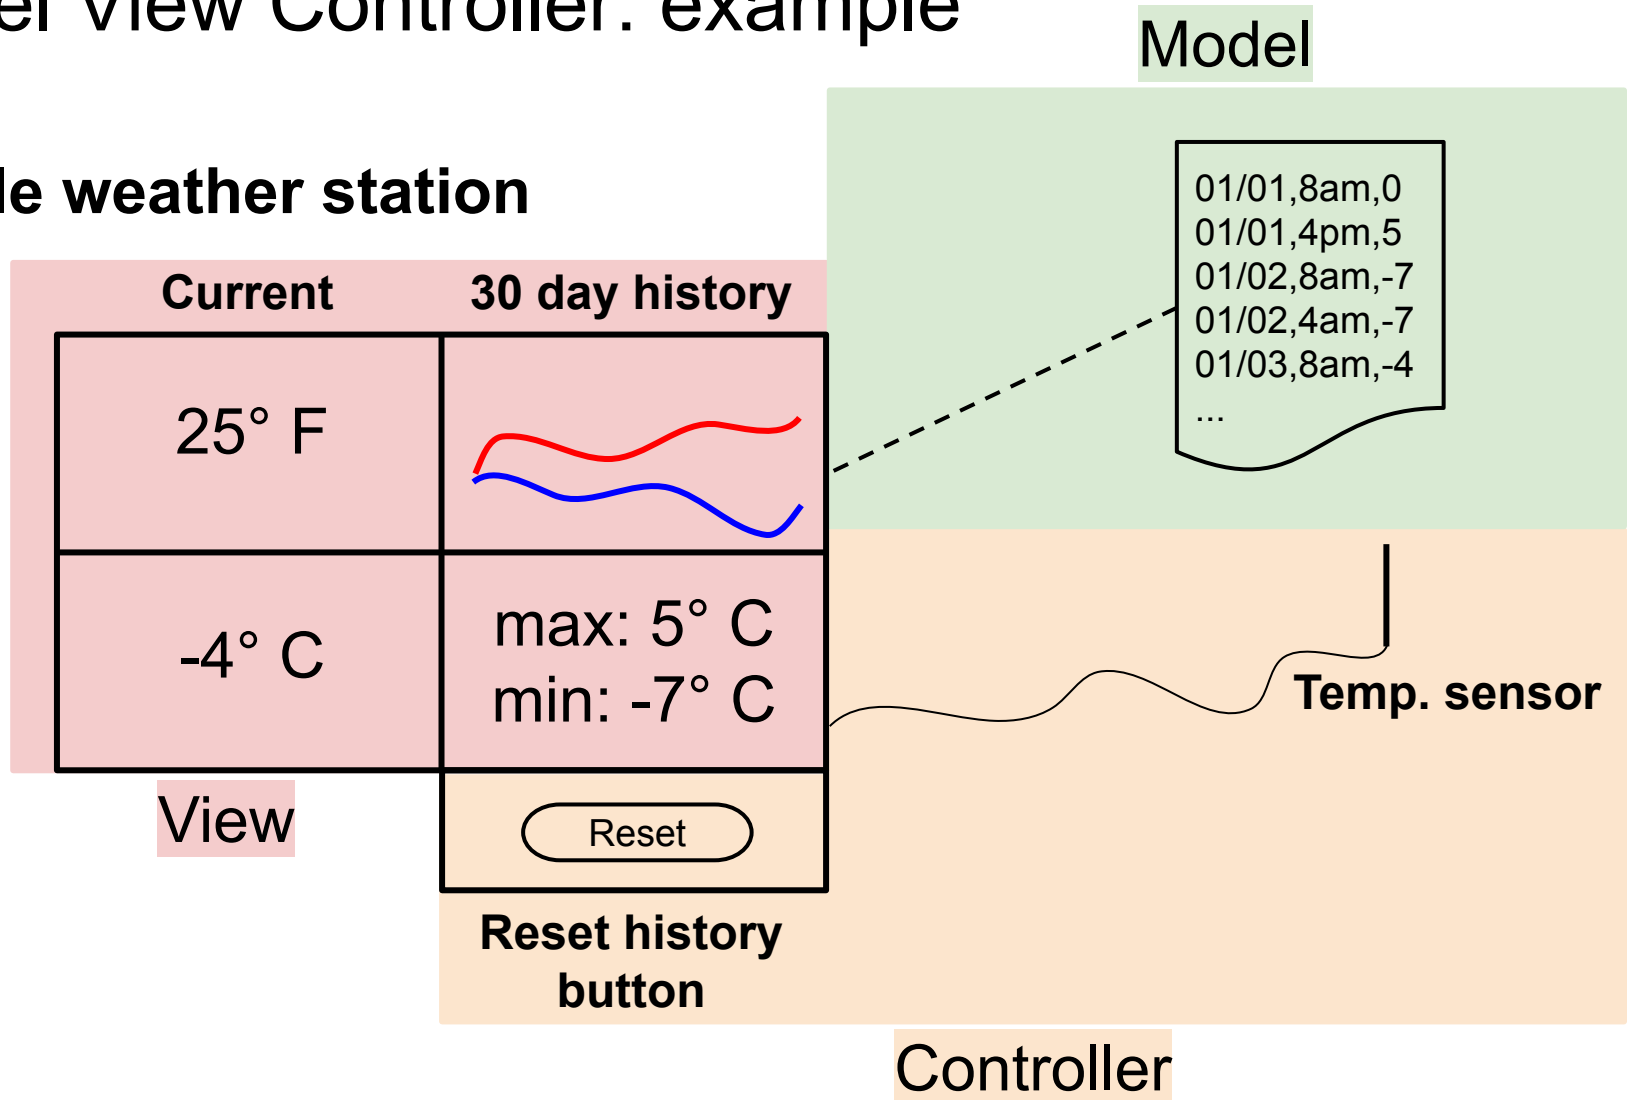 View Controller: example
Model
weather station
01/01,8am,0
01/01,4pm,5
01/02,8am,-7
01/02,4am,-7
01/03,8am,-4
...
Current
30 day history
25° F
-4° C
max: 5° C
min: -7° C
Temp. sensor
View
Reset
Reset history
button
Controller